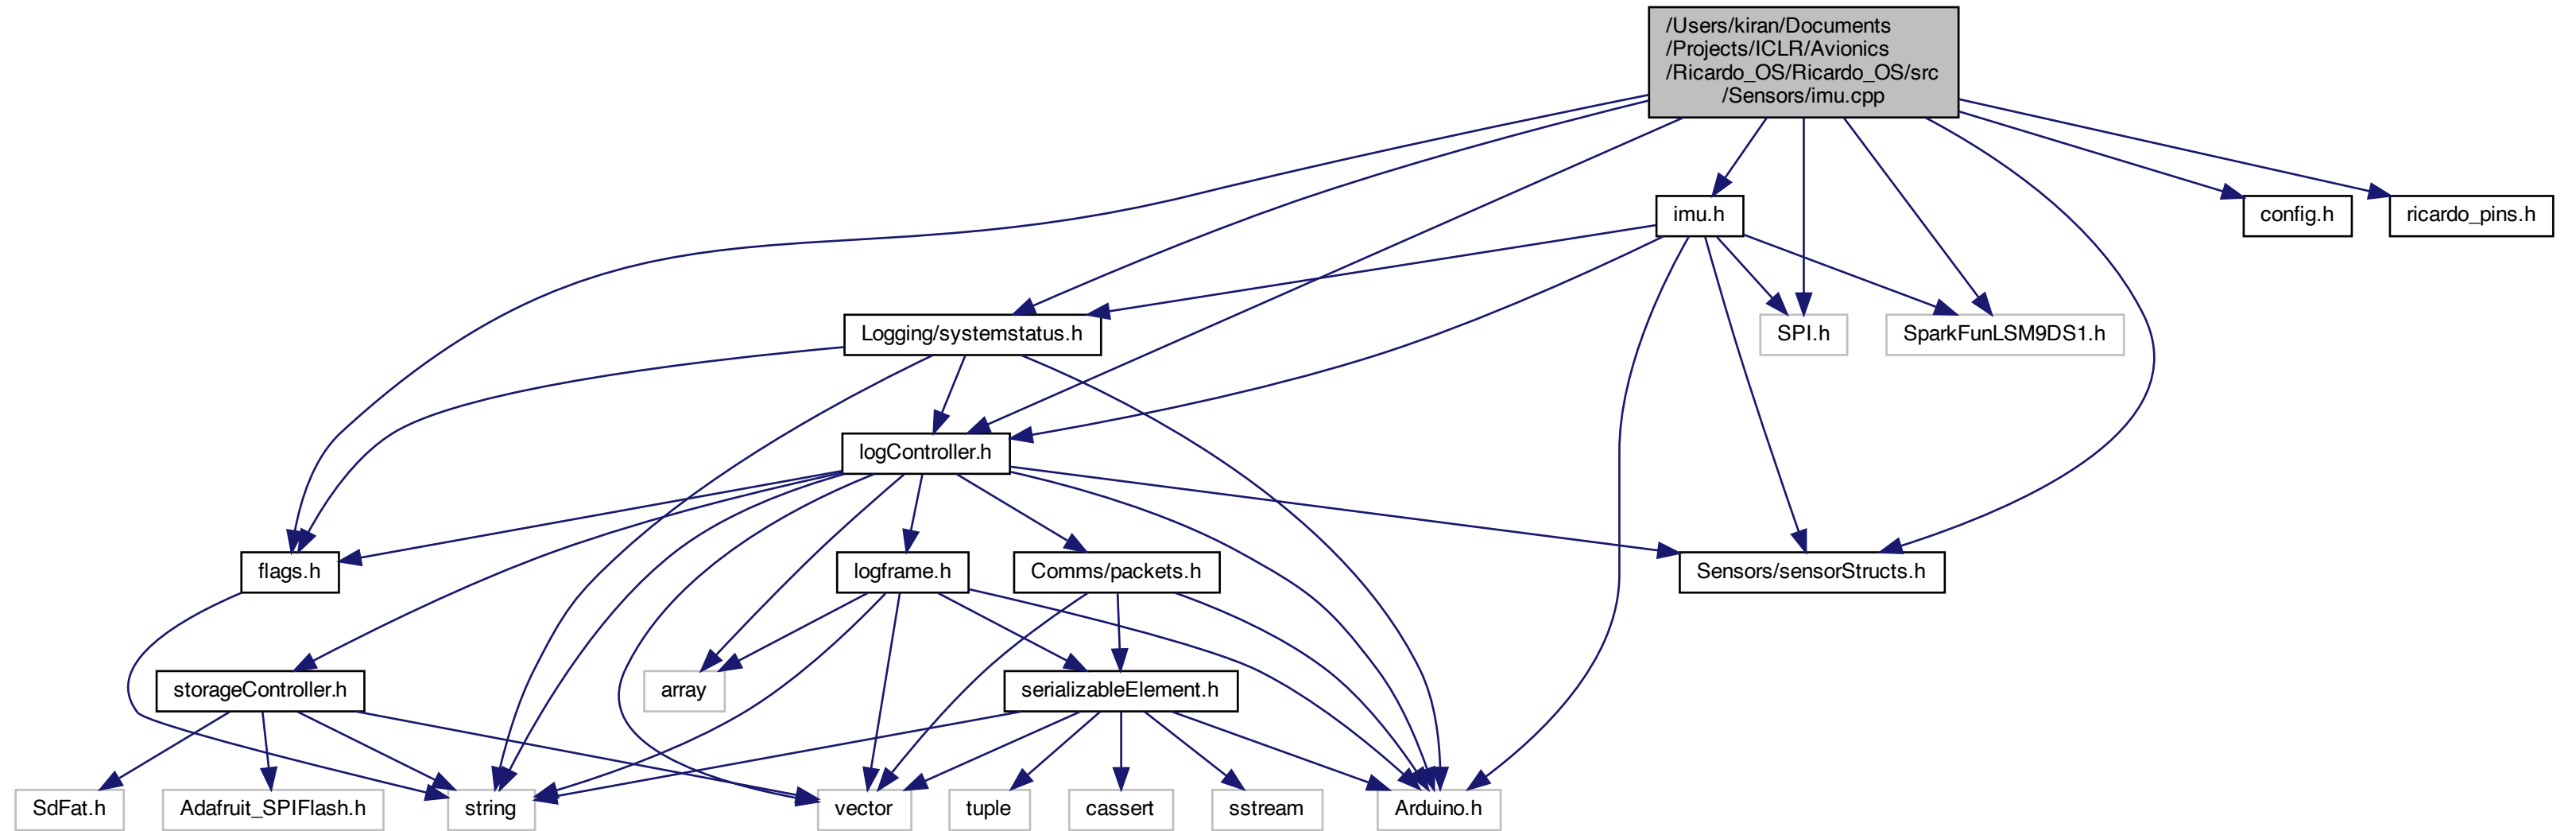 /Users/kiran/Documents
/Projects/ICLR/Avionics
/Ricardo_OS/Ricardo_OS/src
/Sensors/imu.cpp
imu.h
config.h
ricardo_pins.h
Logging/systemstatus.h
SPI.h
SparkFunLSM9DS1.h
logController.h
flags.h
logframe.h
Comms/packets.h
Sensors/sensorStructs.h
storageController.h
array
serializableElement.h
SdFat.h
Adafruit_SPIFlash.h
string
vector
tuple
cassert
sstream
Arduino.h